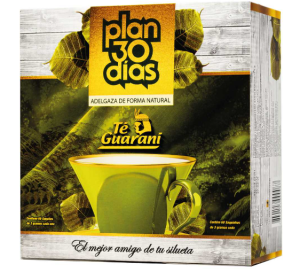 plan
30
días
ADELGAZA DE FORMA NATURAL
Té
Guaraní
El mejor amigo de tu silueta